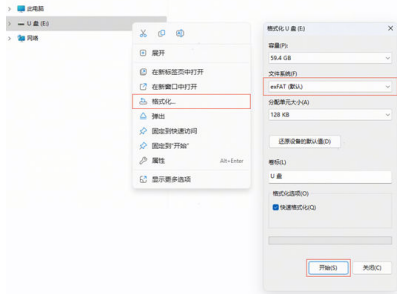 此电脑
U 盘 (E:)
网络
展开
在新标签页中打开
在新窗口中打开
格式化...
弹出
固定到快速访问
固定到"开始"
属性 Alt+Enter
显示更多选项
格式化 U 盘 (E:)
容量(P):
59.4 GB
文件系统(F)
exFAT (默认)
分配单元大小(A)
128 KB
还原设备的默认值(D)
卷标(L)
U 盘
格式化选项(O)
快速格式化(Q)
开始(S) 关闭(C)